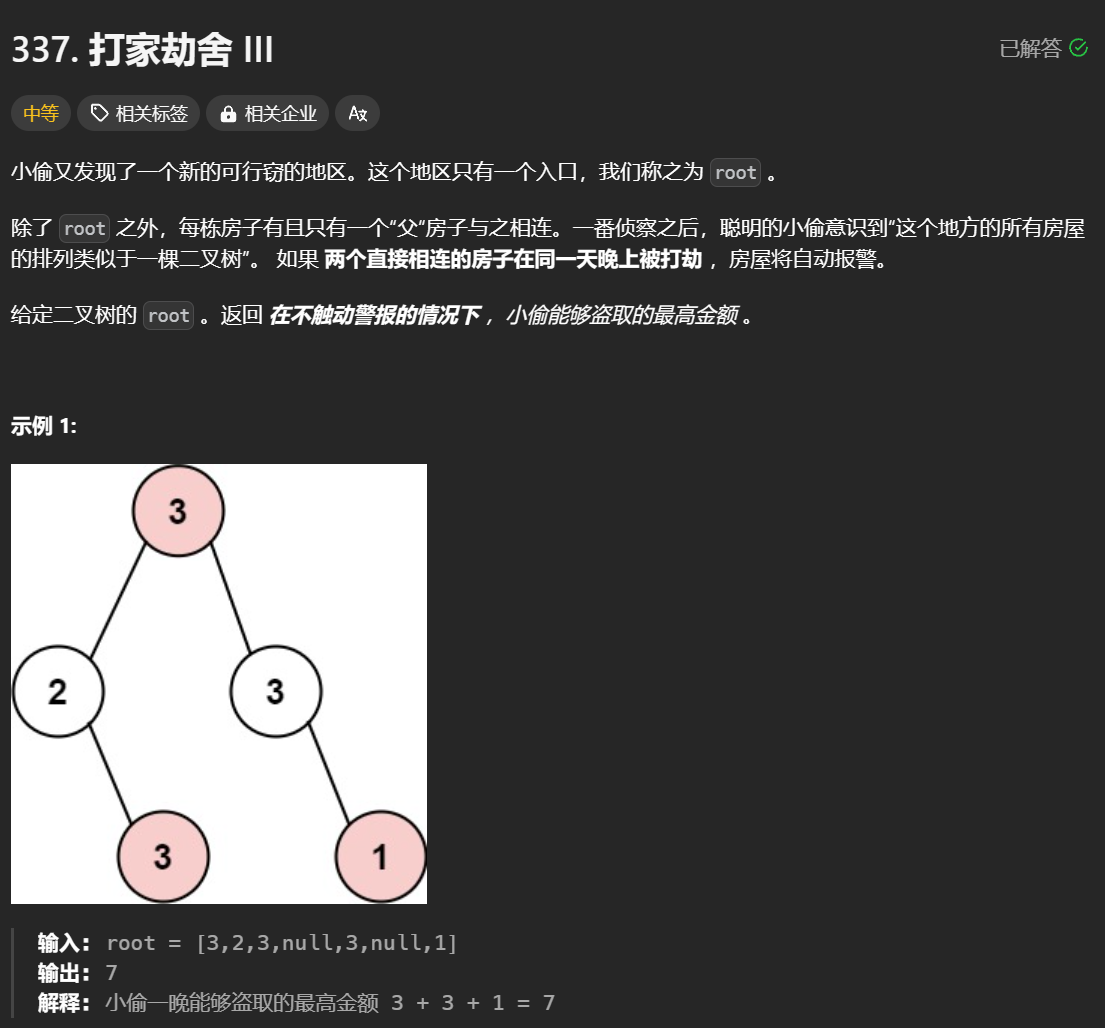 337. 打家劫舍 III
已解答
中等
相关标签
相关企业
小偷又发现了一个新的可行窃的地区。这个地区只有一个入口，我们称之为 root 。
除了 root 之外，每栋房子有且只有一个“父“房子与之相连。一番侦察之后，聪明的小偷意识到“这个地方的所有房屋
的排列类似于一棵二叉树”。 如果 两个直接相连的房子在同一天晚上被打劫 ，房屋将自动报警。
给定二叉树的 root 。返回 在不触动警报的情况下 ，小偷能够盗取的最高金额 。
示例 1:
3
2
3
3
1
输入： root = [3,2,3,null,3,null,1]
输出： 7
解释： 小偷一晚能够盗取的最高金额 3 + 3 + 1 = 7